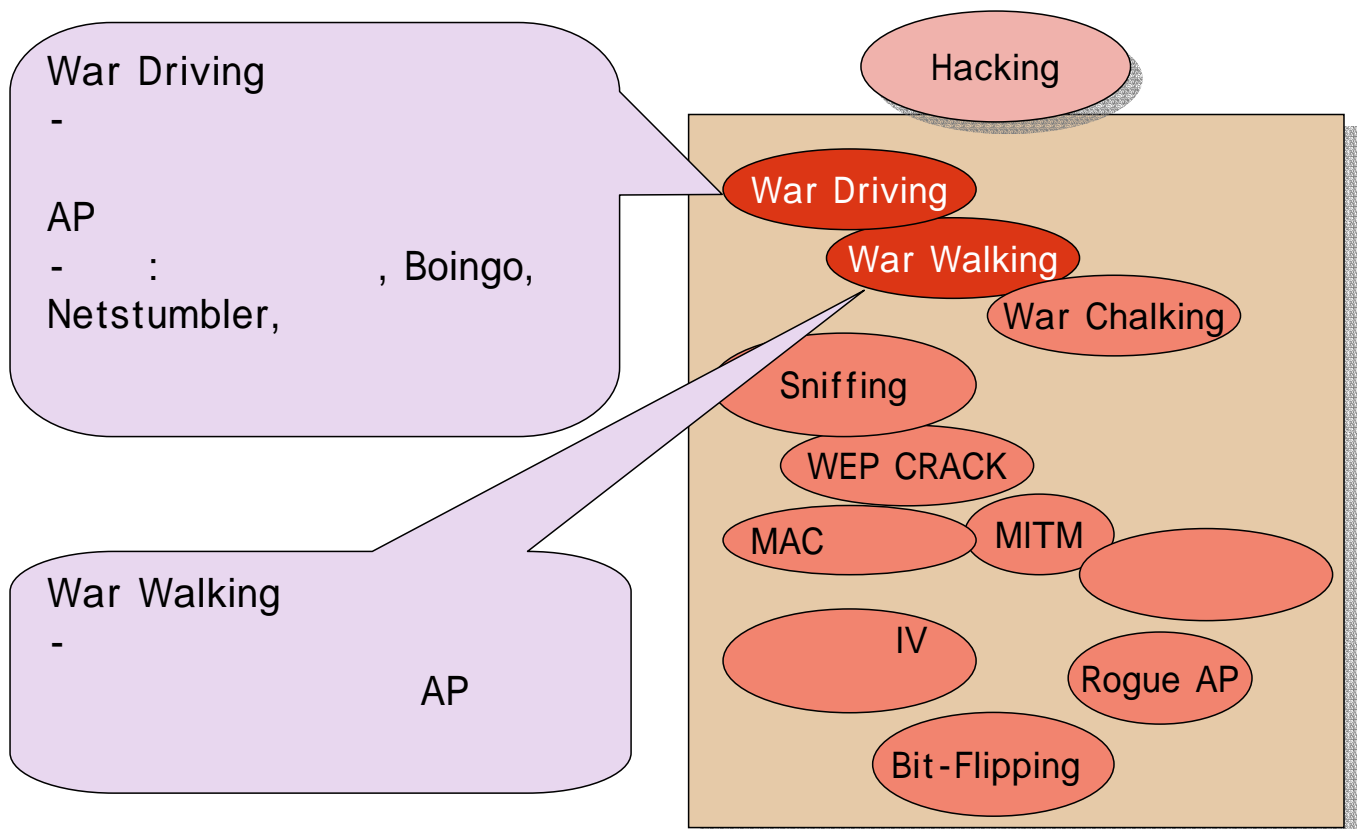 War Driving
-
AP
- : , Boingo,
Netstumbler,
War Walking
-
AP
Hacking
War Driving
War Walking
War Chalking
Sniffing
WEP CRACK
MAC
MITM
IV
Rogue AP
Bit-Flipping